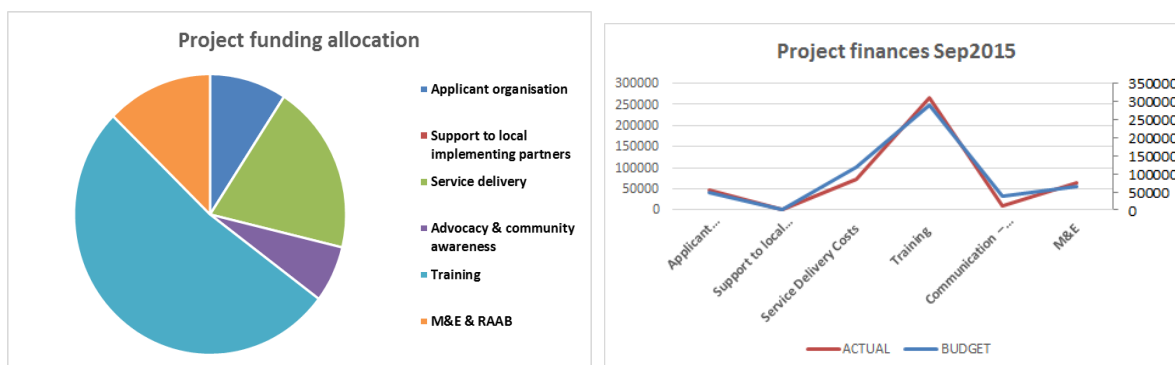 Project funding allocation
Applicant organisation
Support to local
implementing partners
Service delivery
Advocacy & community
awareness
Training
M&E & RAAB
Project finances Sep2015
300000
250000
200000
150000
100000
50000
0
350000
300000
250000
200000
150000
100000
50000
0
Applicant...
Support to local...
Service Delivery Costs
Training
Communication –...
M&E
ACTUAL
BUDGET